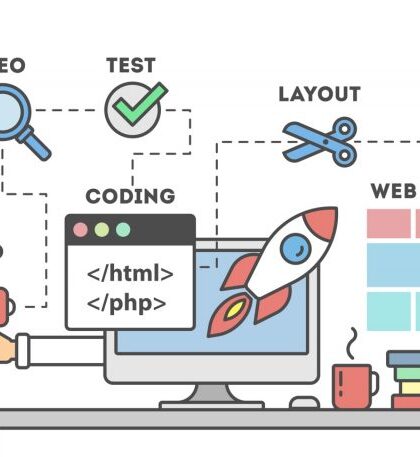 EO
TEST
LAYOUT
CODING
WEB
</html>
</php>